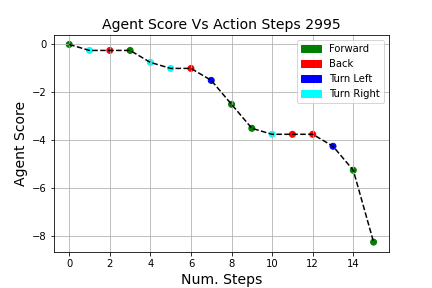 Agent Score Vs Action Steps 2995
Forward
Back
Turn Left
Turn Right
Agent Score
0
−2
−4
−6
−8
0 2 4 6 8 10 12 14
Num. Steps